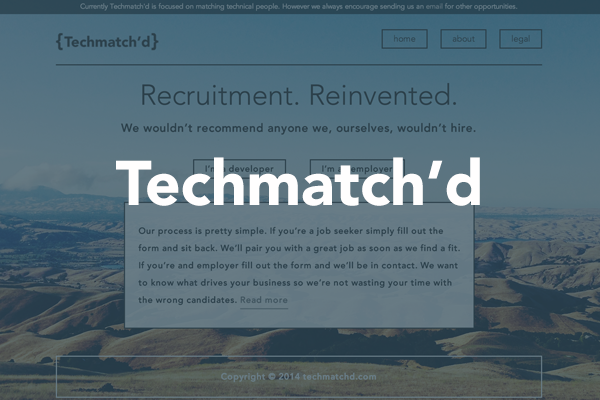 Currently Techmatch'd is focused on matching technical people. However we always encourage sending us an email for other opportunities.
{Techmatch'd}
home
about
legal
Recruitment. Reinvented.
We wouldn't recommend anyone we, ourselves, wouldn't hire.
I'm a developer
I'm a employer
Techmatch'd
Our process is pretty simple. If you're a job seeker simply fill out the
form and sit back. We'll pair you with a great job as soon as we find a fit.
If you're and employer fill out the form and we'll be in contact. We want
to know what drives your business so we're not wasting your time with
the wrong candidates. Read more
Copyright © 2014 techmatchd.com